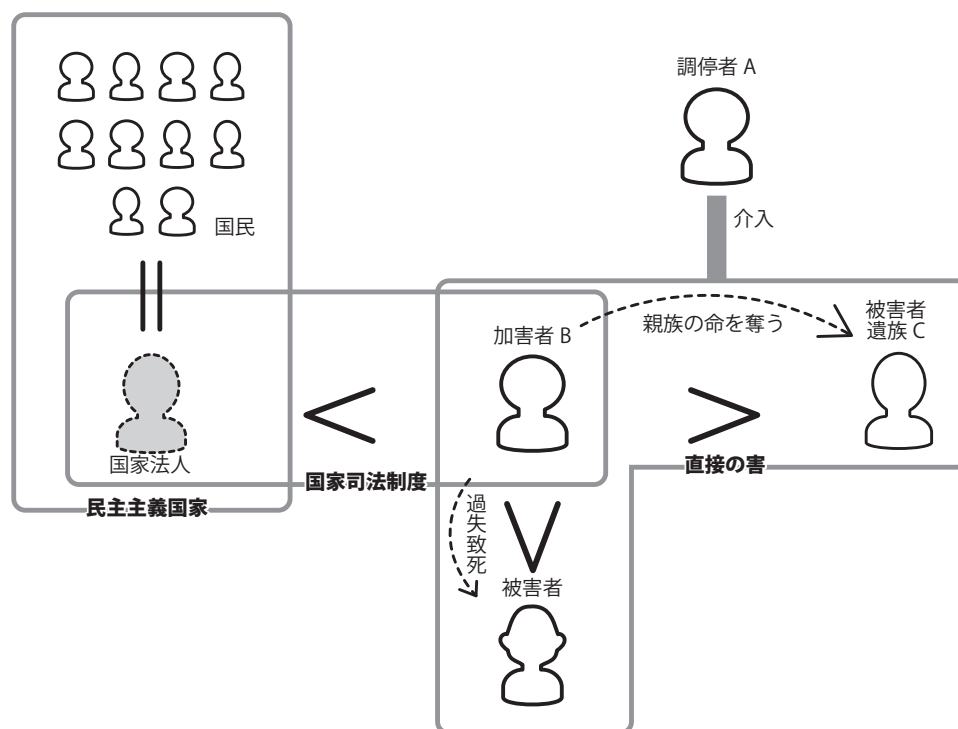 調停者 A
国民
介入
加害者 B
親族の命を奪う
被害者
遺族 C
国家法人
国家司法制度
直接の害
民主主義国家
過失致死
被害者